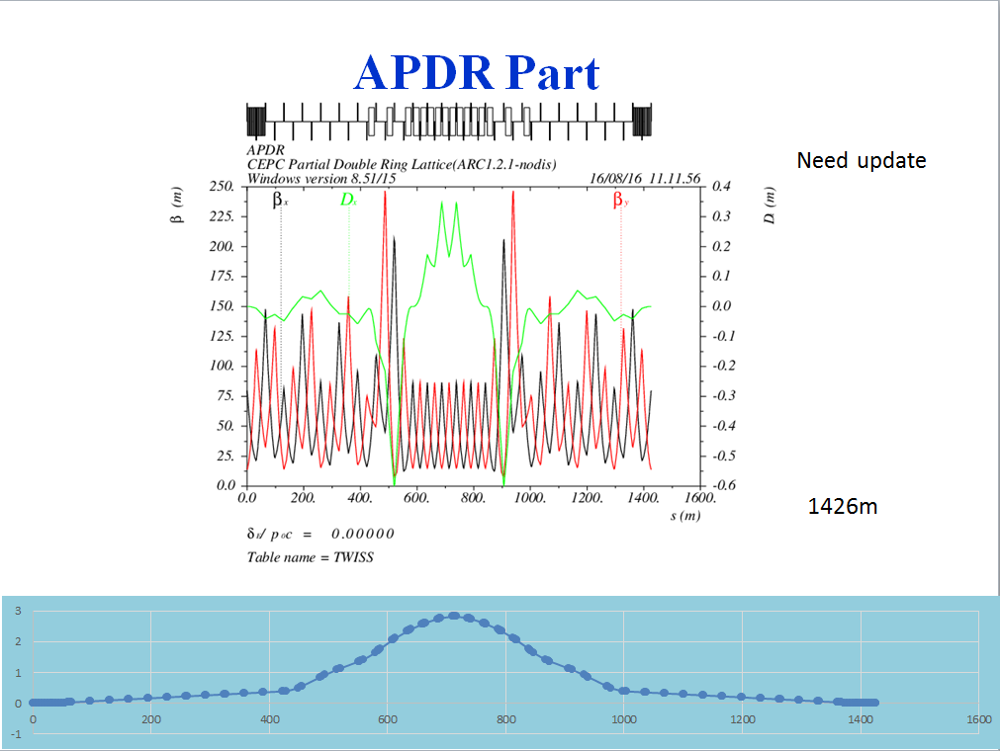 APDR Part
APDR
CEPC Partial Double Ring Lattice(ARC1.2.1-nodis)
Windows version 8.51/15 16/08/16 11.11.56
Need update
β (m)
D (m)
βx Dx βy
250. 0.4
225. 0.3
200. 0.2
175. 0.1
150. 0.0
125. -0.1
100. -0.2
75. -0.3
50. -0.4
25. -0.5
0.0 -0.6
0.0 200. 400. 600. 800. 1000. 1200. 1400. 1600.
s (m)
1426m
δE/ p0c = 0.00000
Table name = TWISS
3
2
1
0
0 200 400 600 800 1000 1200 1400 1600
-1